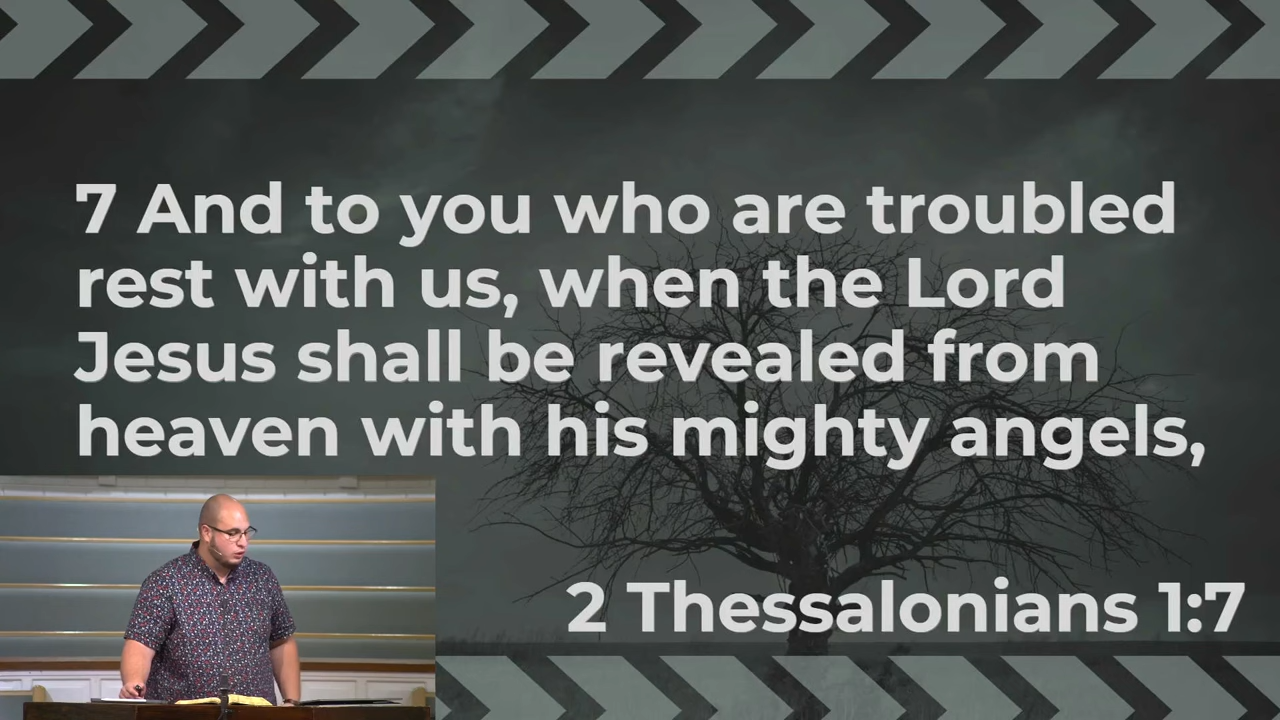 7 And to you who are troubled
rest with us, when the Lord
Jesus shall be revealed from
heaven with his mighty angels,
2 Thessalonians 1:7